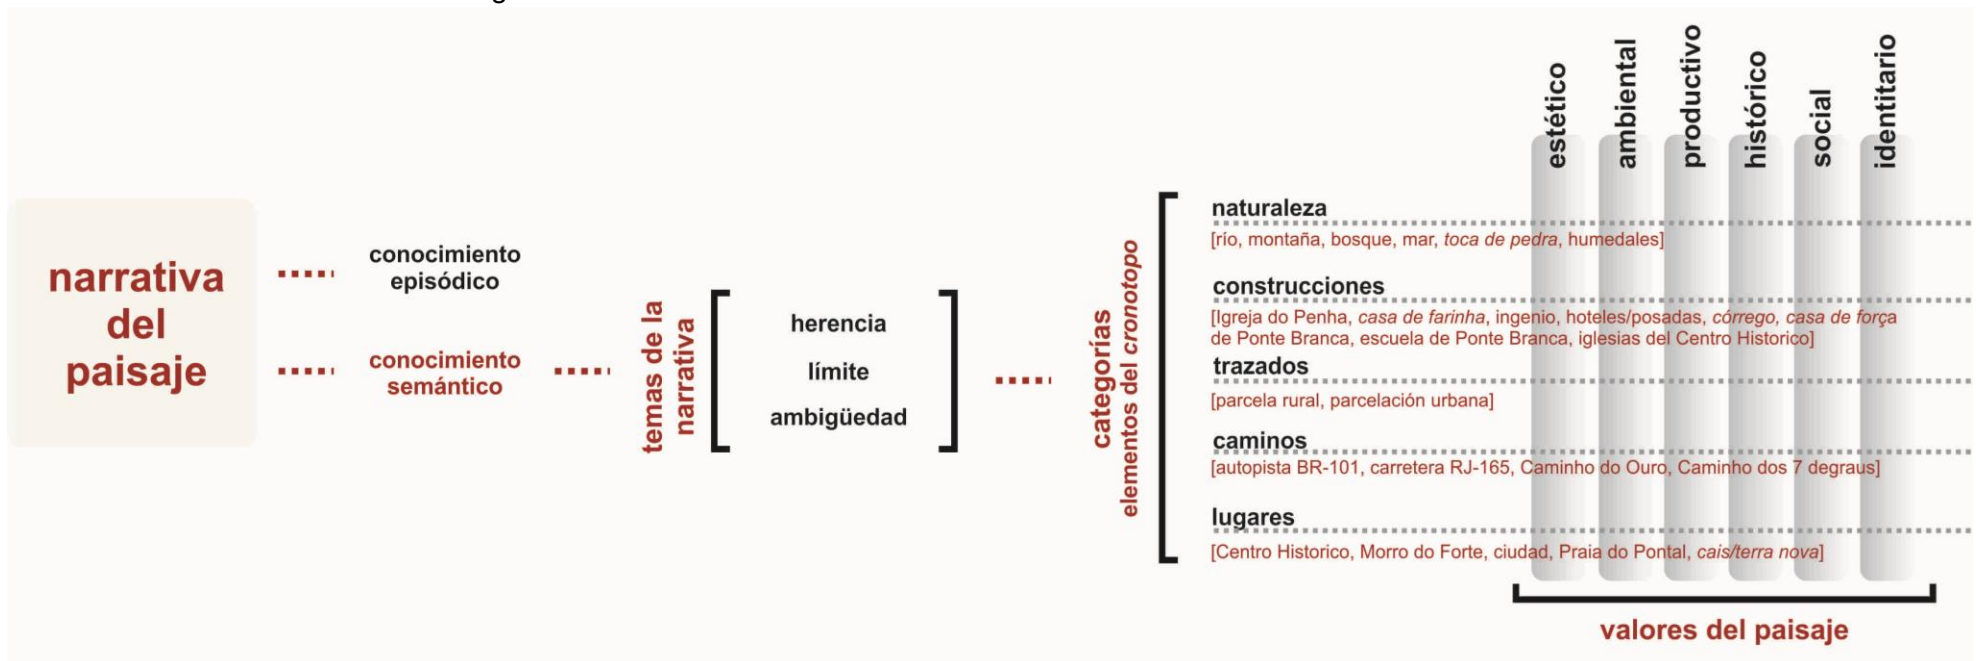 narrativa
del
paisaje
conocimiento
episódico
conocimiento
semántico
temas de la
narrativa
herencia
límite
ambigüedad
categorías
elementos del cronotopo
naturaleza
[río, montaña, bosque, mar, toca de pedra, humedales]
construcciones
[Igreja do Penha, casa de farinha, ingenio, hoteles/posadas, córrego, casa de força
de Ponte Branca, escuela de Ponte Branca, iglesias del Centro Historico]
trazados
[parcela rural, parcelación urbana]
caminos
[autopista BR-101, carretera RJ-165, Caminho do Ouro, Caminho dos 7 degraus]
lugares
[Centro Historico, Morro do Forte, ciudad, Praia do Pontal, cais/terra nova]
estético
ambiental
productivo
histórico
social
identitario
valores del paisaje